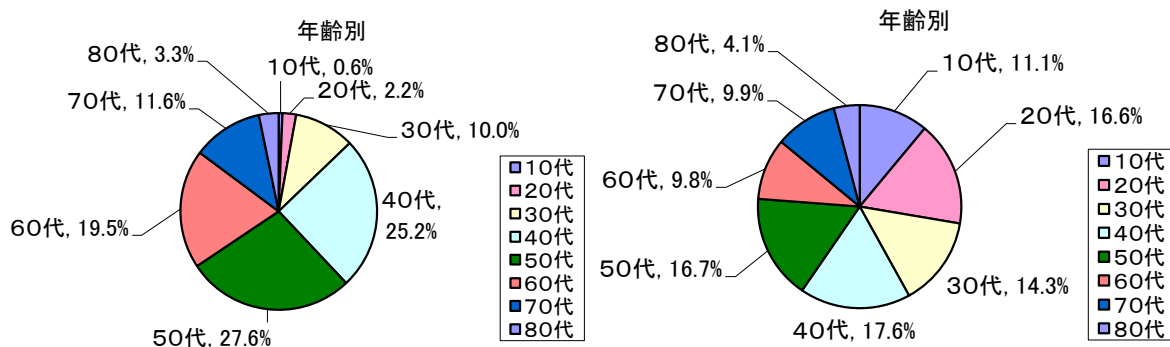 年齢別
80代, 3.3%
10代, 0.6%
20代, 2.2%
70代, 11.6%
30代, 10.0%
40代,
25.2%
60代, 19.5%
50代, 27.6%
10代
20代
30代
40代
50代
60代
70代
80代
年齢別
80代, 4.1%
10代, 11.1%
70代, 9.9%
20代, 16.6%
60代, 9.8%
50代, 16.7%
30代, 14.3%
40代, 17.6%
10代
20代
30代
40代
50代
60代
70代
80代